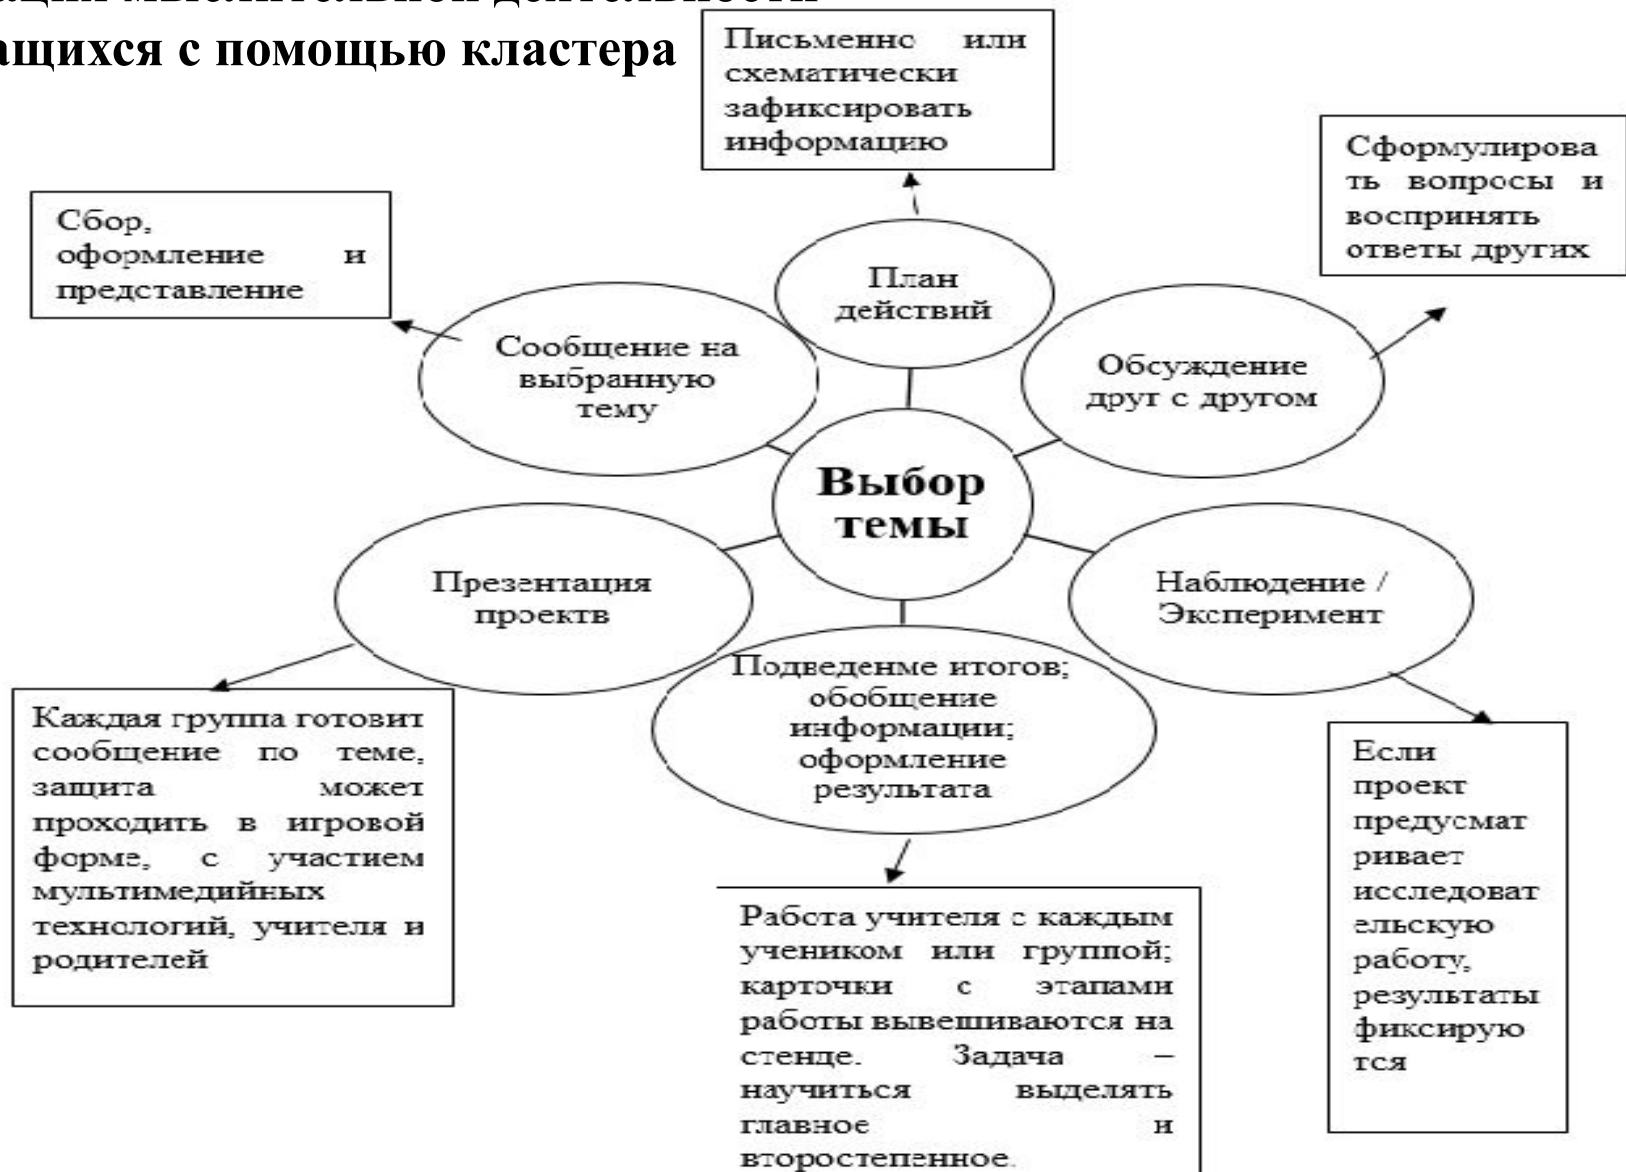 мыслительной деятельности
ащихся с помощью кластера
Письменно или
схематически
зафиксировать
информацию
Сформулирова
ть вопросы и
воспринять
ответы других
Сбор,
оформление и
представление
План
действий
Сообщение на
выбранную
тему
Обсуждение
друг с другом
Выбор
темы
Презентация
проектв
Наблюдение /
Эксперимент
Подведенме итогов;
обобщение
информации;
оформление
результата
Каждая группа готовит
сообщение по теме,
защита может
проходить в игровой
форме, с участием
мультимедийных
технологий, учителя и
родителей
Если
проект
предусмат
ривает
исследоват
ельскую
работу,
результаты
фиксирую
тся
Работа учителя с каждым
учеником или группой;
карточки с этапами
работы вывешиваются на
стенде. Задача –
научиться выделять
главное и
второстепенное.